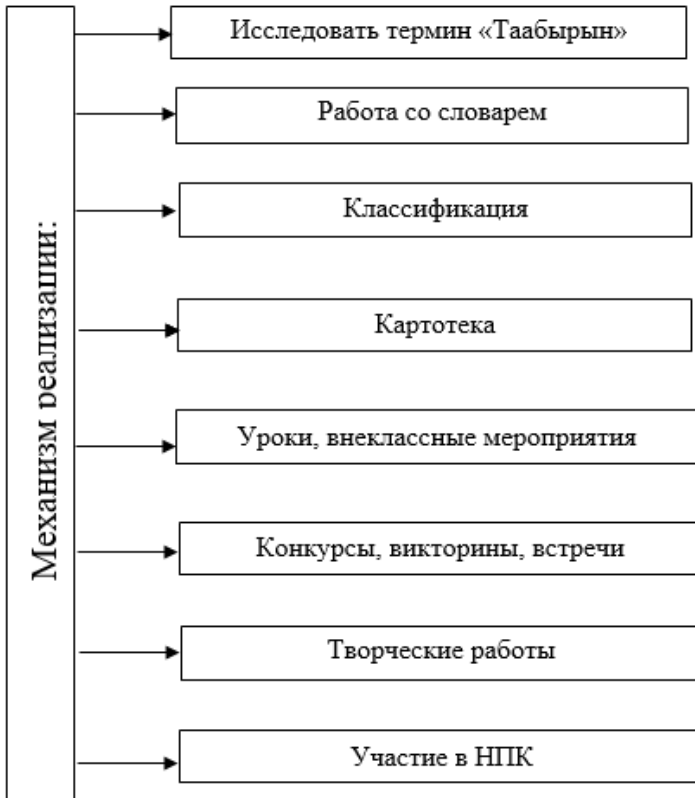 Механизм реализации:
Исследовать термин «Таабырын»
Работа со словарем
Классификация
Картотека
Уроки, внеклассные мероприятия
Конкурсы, викторины, встречи
Творческие работы
Участие в НПК